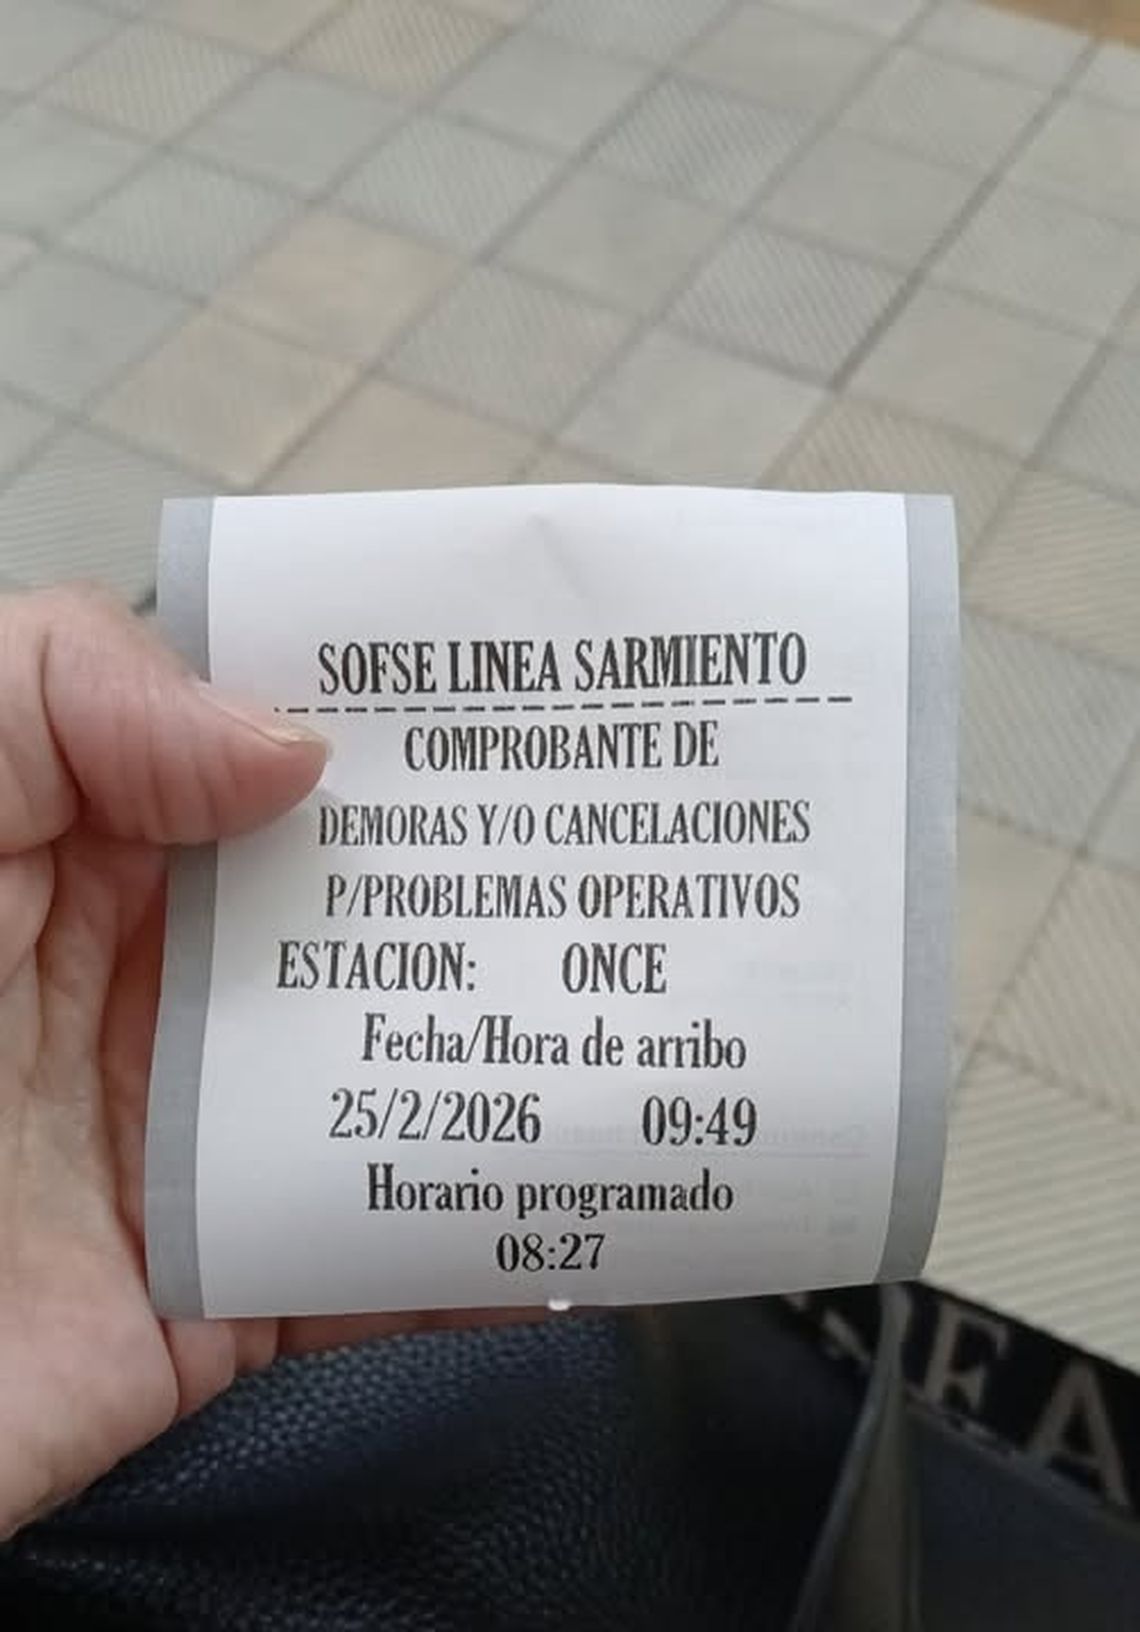 SOFSE LINEA SARMIENTO
COMPROBANTE DE
DEMORAS Y/O CANCELACIONES
P/PROBLEMAS OPERATIVOS
ESTACION: ONCE
Fecha/Hora de arribo
25/2/2026 09:49
Horario programado
08:27